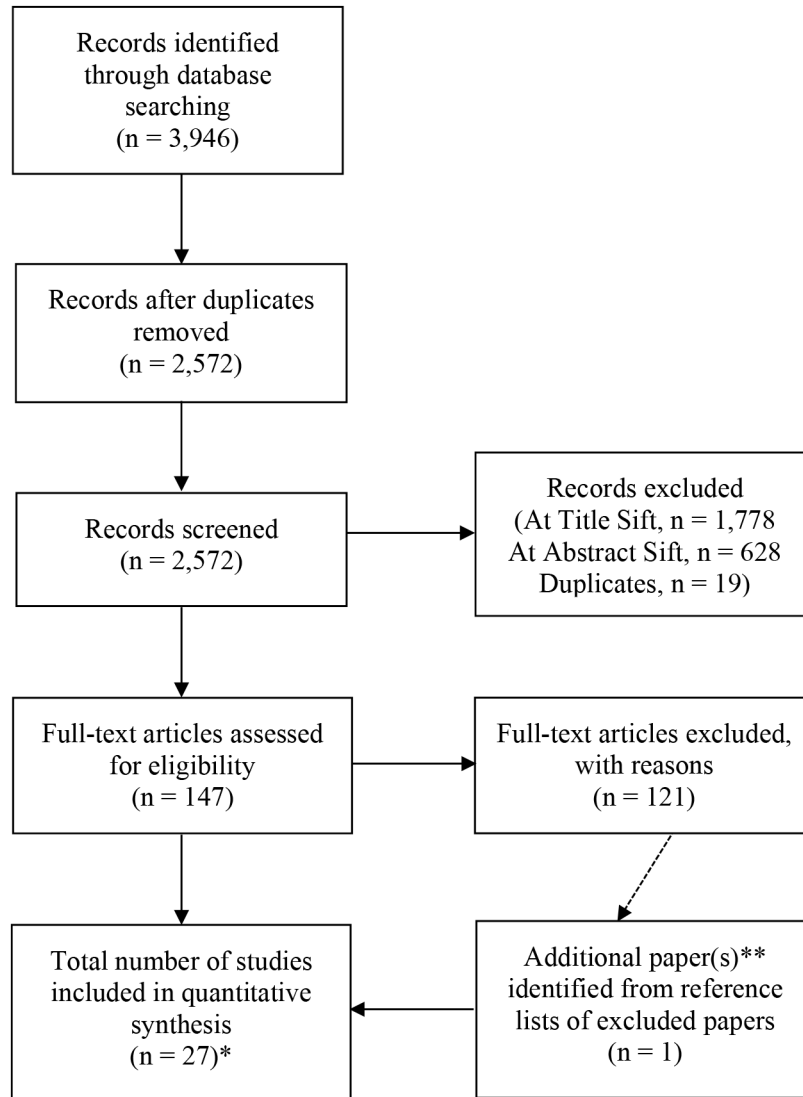 Records identified
through database
searching
(n = 3,946)
Records after duplicates
removed
(n = 2,572)
Records screened
(n = 2,572)
Records excluded
(At Title Sift, n = 1,778
At Abstract Sift, n = 628
Duplicates, n = 19)
Full-text articles assessed
for eligibility
(n = 147)
Full-text articles excluded,
with reasons
(n = 121)
Total number of studies
included in quantitative
synthesis
(n = 27)*
Additional paper(s)**
identified from reference
lists of excluded papers
(n = 1)